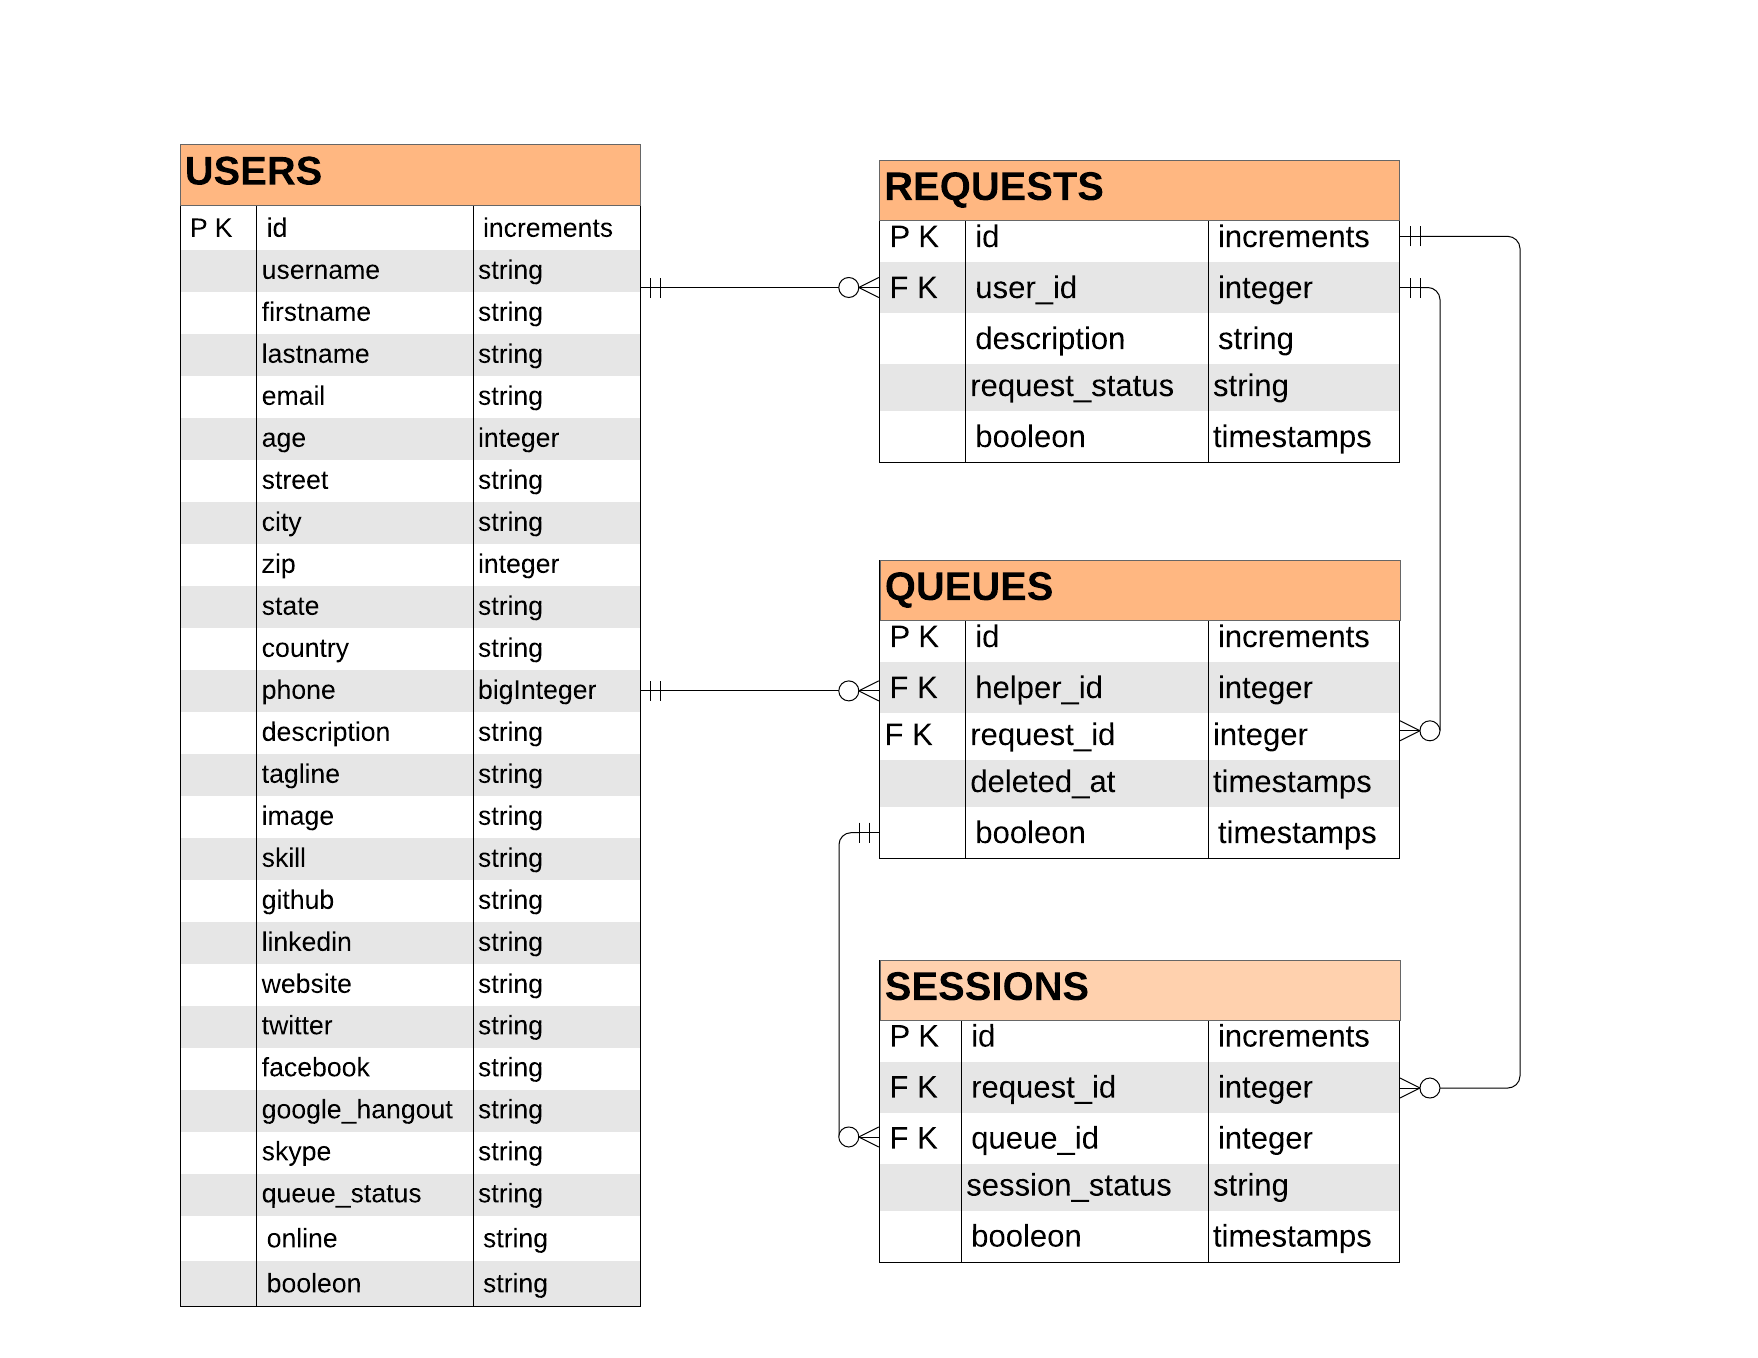 USERS
P K id increments
username string
firstname string
lastname string
email string
age integer
street string
city string
zip integer
state string
country string
phone bigInteger
description string
tagline string
image string
skill string
github string
linkedin string
website string
twitter string
facebook string
google_hangout string
skype string
queue_status string
online string
booleon string
REQUESTS
P K id increments
F K user_id integer
description string
request_status string
booleon timestamps
QUEUES
P K id increments
F K helper_id integer
F K request_id integer
deleted_at timestamps
booleon timestamps
SESSIONS
P K id increments
F K request_id integer
F K queue_id integer
session_status string
booleon timestamps